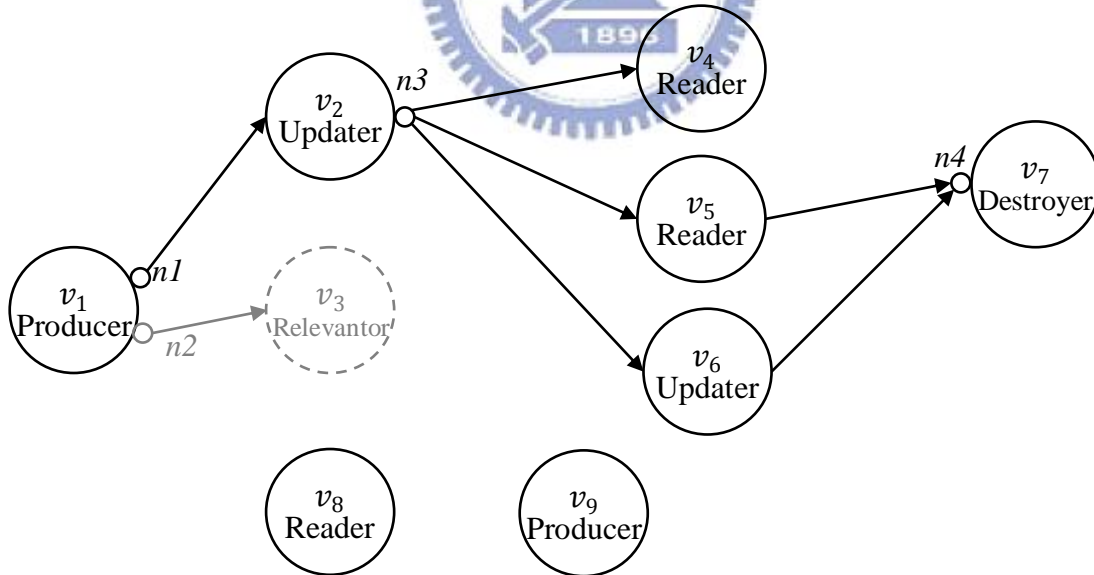 1896
v4
Reader
n3
v2
Updater
n4
v7
Destroyer
v5
Reader
n1
v1
Producer
v3
Relevantor
n2
v6
Updater
v8
Reader
v9
Producer